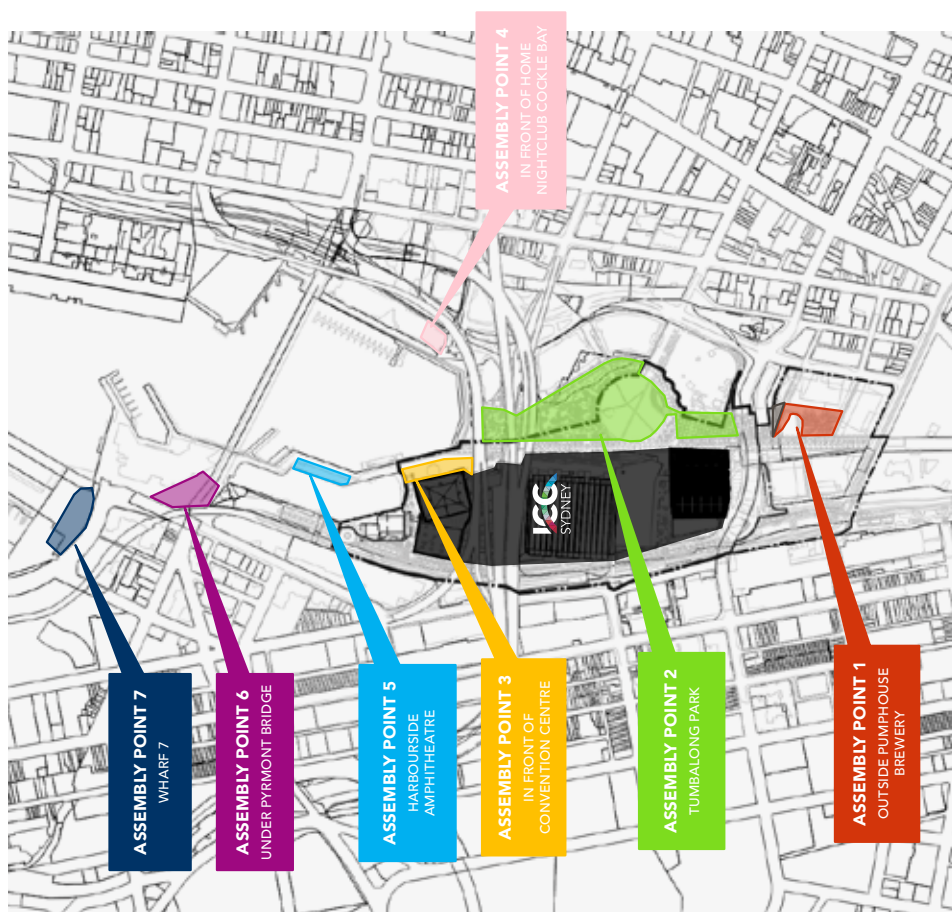 ASSEMBLY POINT 4
IN FRONT OF HOME
NIGHTCLUB COCKLE BAY
ICC
SYDNEY
ASSEMBLY POINT 7
WHARF 7
ASSEMBLY POINT 6
UNDER PYRMONT BRIDGE
ASSEMBLY POINT 5
HARBOURSIDE
AMPHITHEATRE
ASSEMBLY POINT 3
IN FRONT OF
CONVENTION CENTRE
ASSEMBLY POINT 2
TUMBALONG PARK
ASSEMBLY POINT 1
OUTSIDE PUMPHOUSE
BREWERY